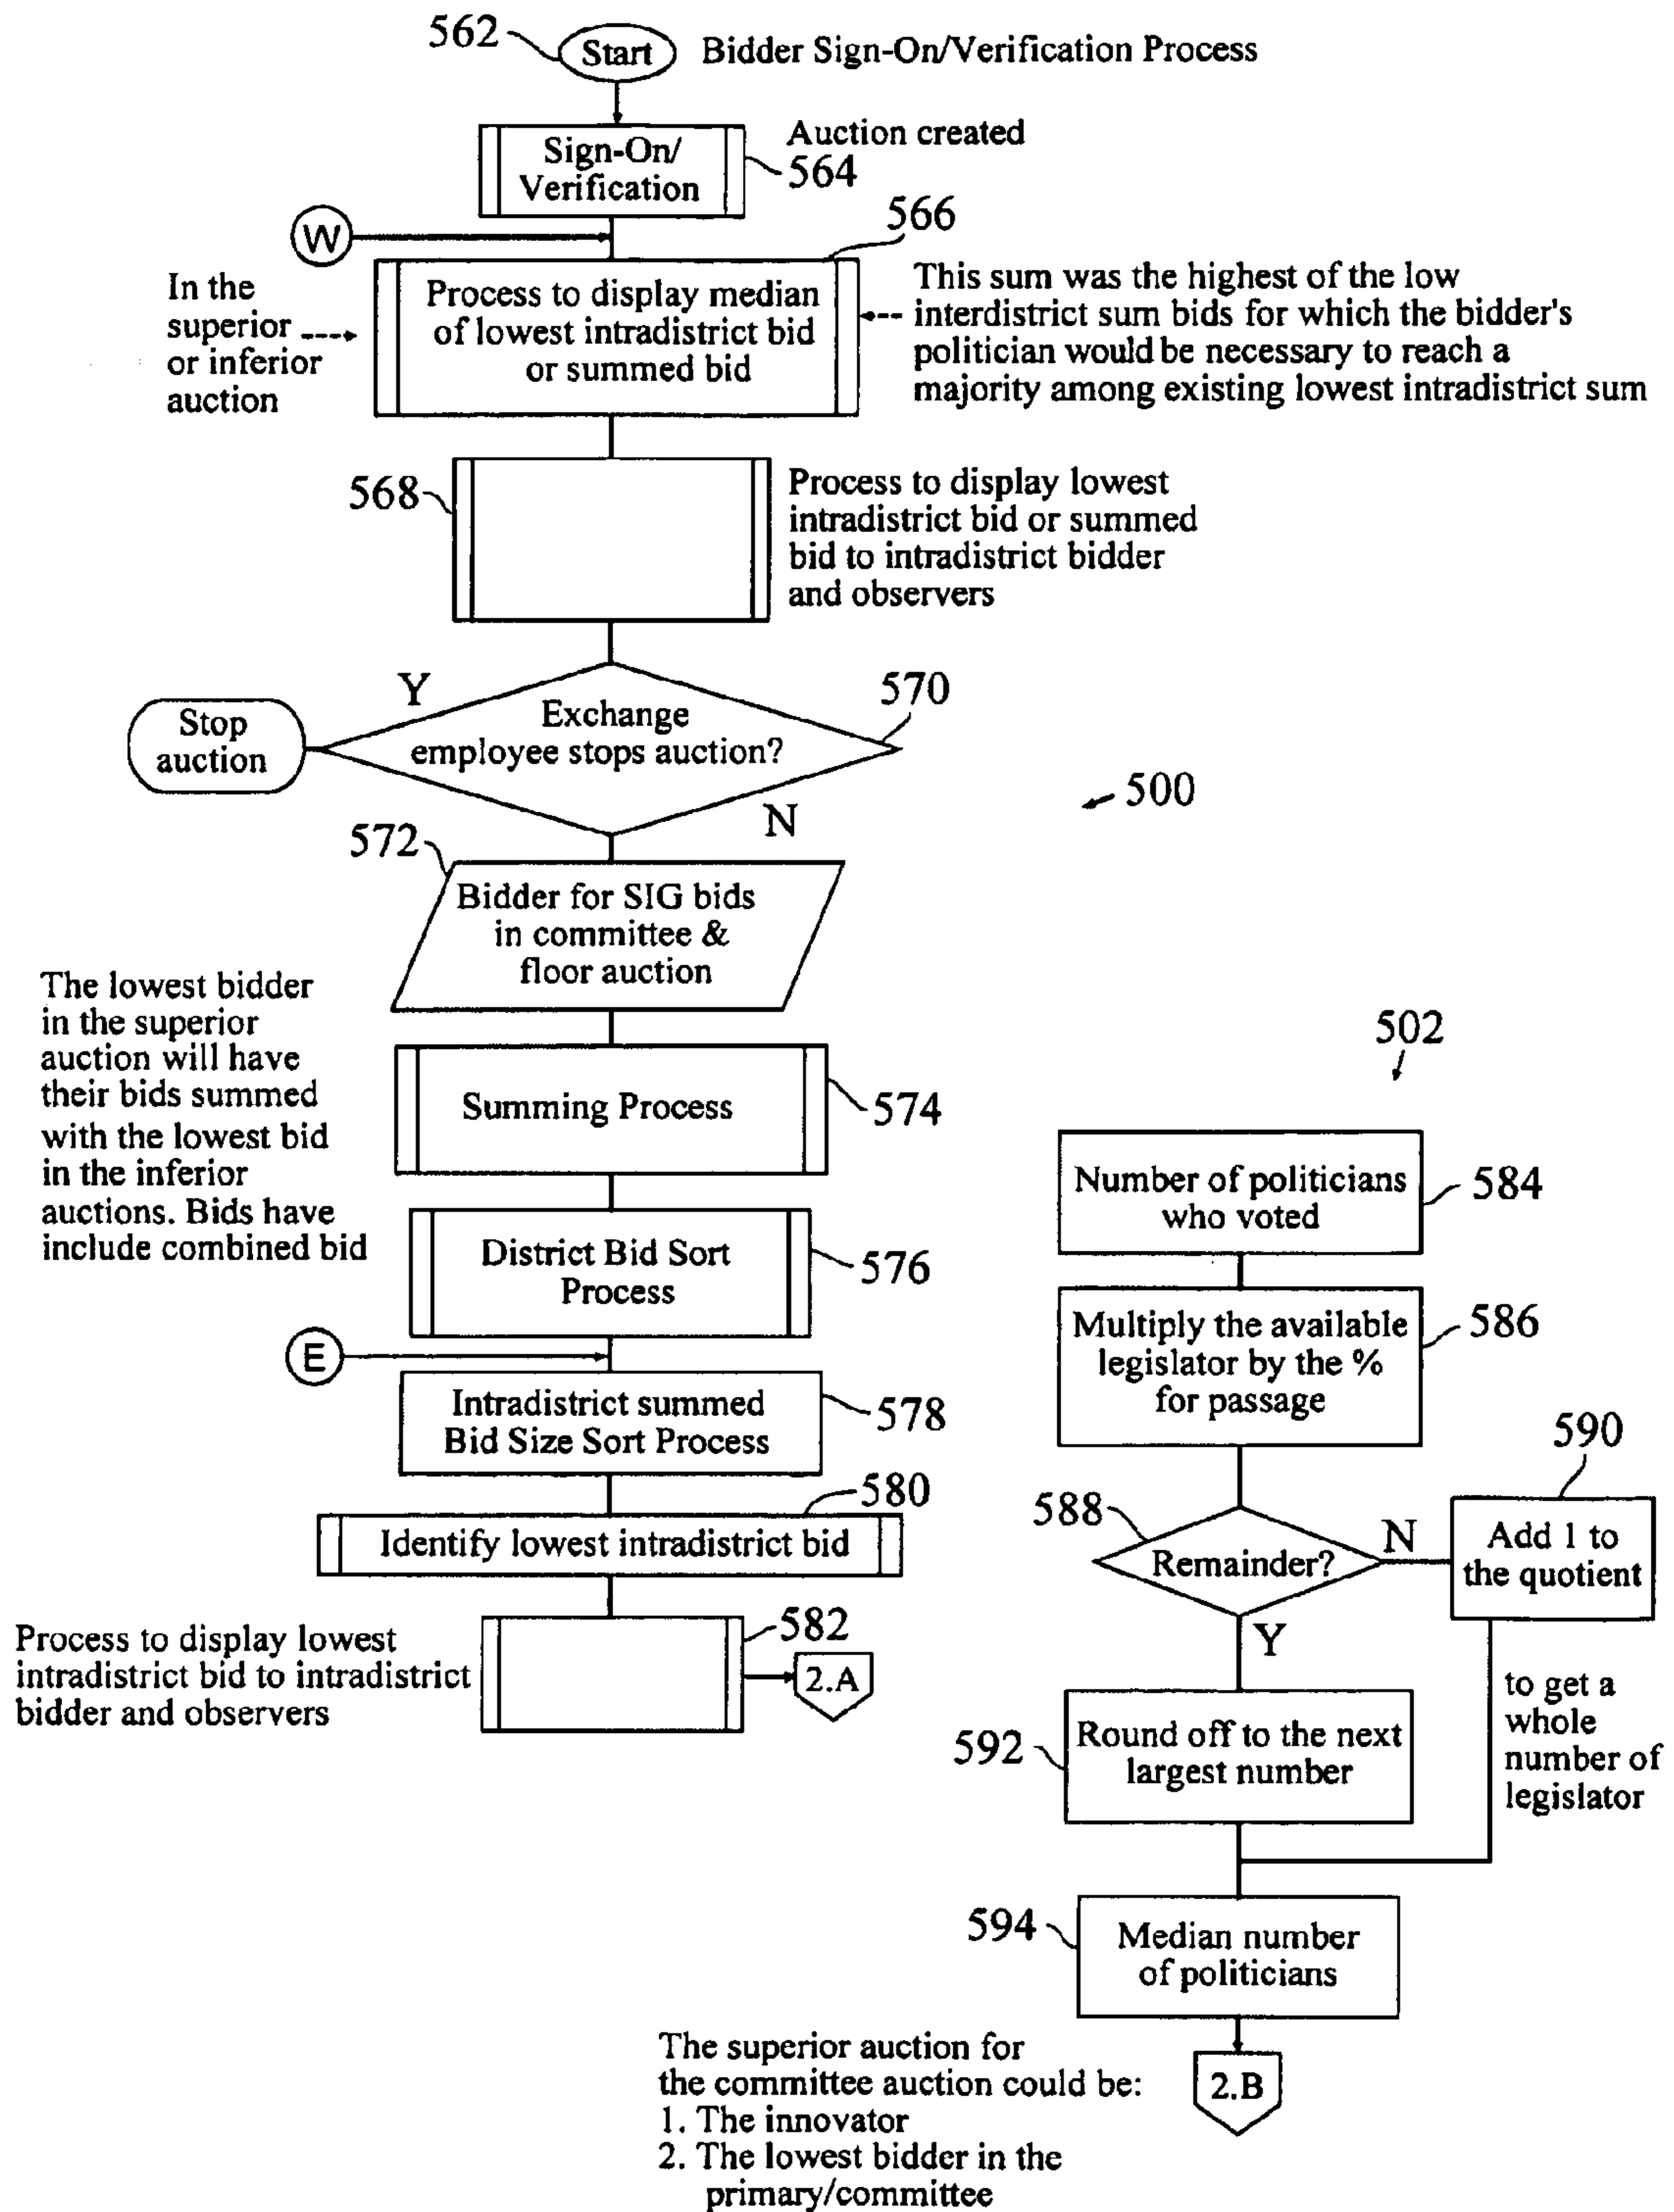 562
Start
Bidder Sign-On/Verification Process
Auction created
Sign-On/
Verification
564
W
566
In the
superior
or inferior
auction
Process to display median
of lowest intradistrict bid
or summed bid
This sum was the highest of the low
interdistrict sum bids for which the bidder's
politician would be necessary to reach a
majority among existing lowest intradistrict sum
568
Process to display lowest
intradistrict bid or summed
bid to intradistrict bidder
and observers
Y
570
Stop
auction
Exchange
employee stops auction?
N
500
572
Bidder for SIG bids
in committee &
floor auction
The lowest bidder
in the superior
auction will have
their bids summed
with the lowest bid
in the inferior
auctions. Bids have
include combined bid
Summing Process
574
District Bid Sort
Process
576
E
Intradistrict summed
Bid Size Sort Process
578
580
Identify lowest intradistrict bid
Process to display lowest
intradistrict bid to intradistrict
bidder and observers
582
2.A
502
Number of politicians
who voted
584
Multiply the available
legislator by the %
for passage
586
588
Remainder?
N
590
Add 1 to
the quotient
Y
to get a
whole
number of
legislator
592
Round off to the next
largest number
594
Median number
of politicians
2.B
The superior auction for
the committee auction could be:
1. The innovator
2. The lowest bidder in the
primary/committee